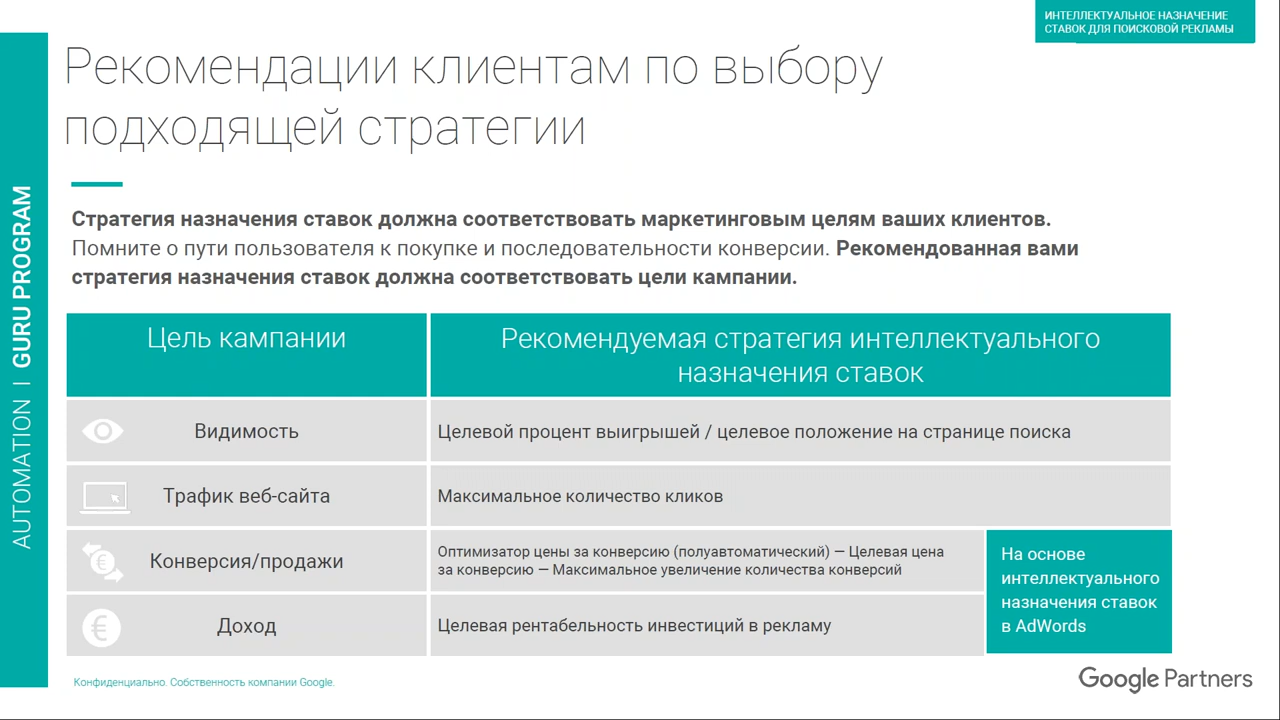 ИНТЕЛЛЕКТУАЛЬНОЕ НАЗНАЧЕНИЕ
СТАВОК ДЛЯ ПОИСКОВОЙ РЕКЛАМЫ
Рекомендации клиентам по выбору
подходящей стратегии
AUTOMATION | GURU PROGRAM
Стратегия назначения ставок должна соответствовать маркетинговым целям ваших клиентов.
Помните о пути пользователя к покупке и последовательности конверсии. Рекомендованная вами
стратегия назначения ставок должна соответствовать цели кампании.
Цель кампании
Рекомендуемая стратегия интеллектуального
назначения ставок
Видимость
Целевой процент выигрышей / целевое положение на странице поиска
Трафик веб-сайта
Максимальное количество кликов
Конверсия/продажи
Оптимизатор цены за конверсию (полуавтоматический) — Целевая цена
за конверсию — Максимальное увеличение количества конверсий
Доход
Целевая рентабельность инвестиций в рекламу
На основе
интеллектуального
назначения ставок
в AdWords
Конфиденциально. Собственность компании Google.
Google Partners